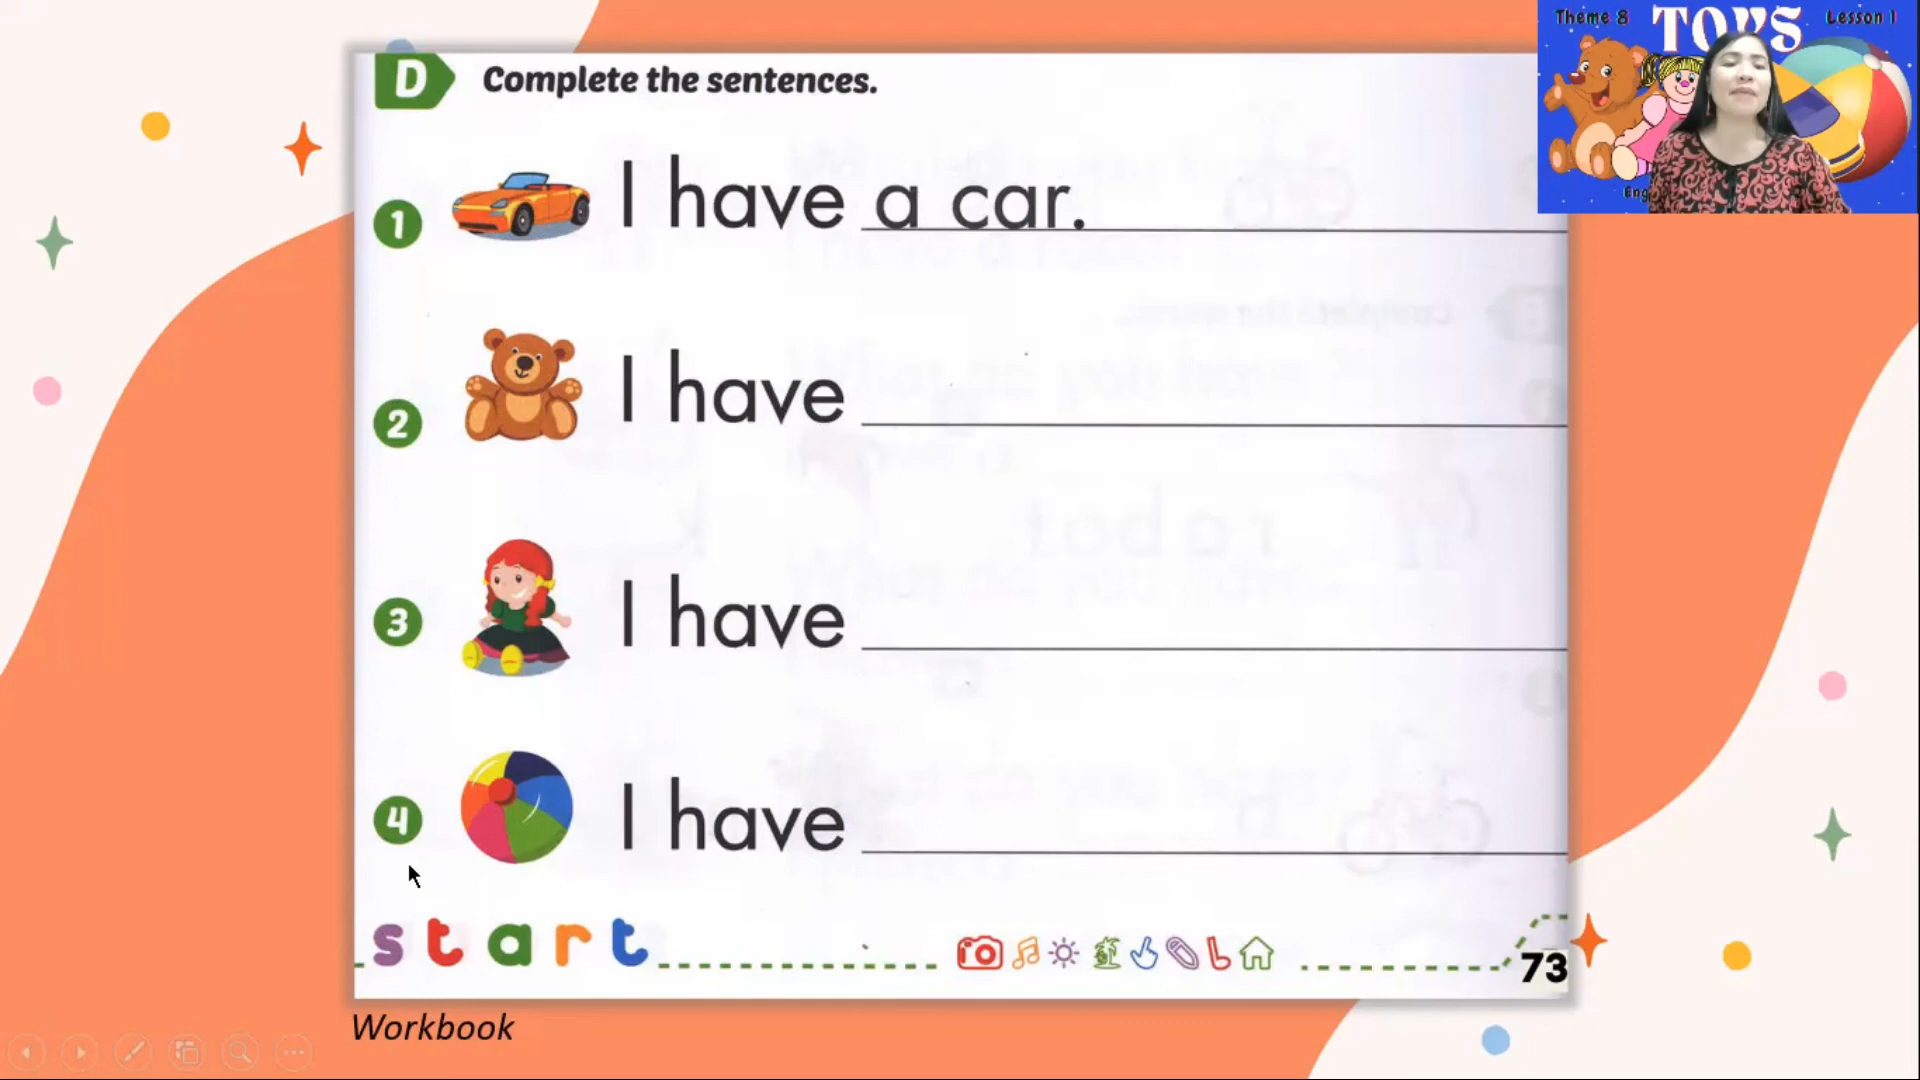 Theme 8 TOYS Lesson 1
Eng
D Complete the sentences.
1 I have a car.
2 I have
3 I have
4 I have
start
73
Workbook